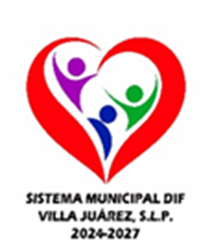 SISTEMA MUNICIPAL DIF
VILLA JUÁREZ, S.L.P.
2024-2027